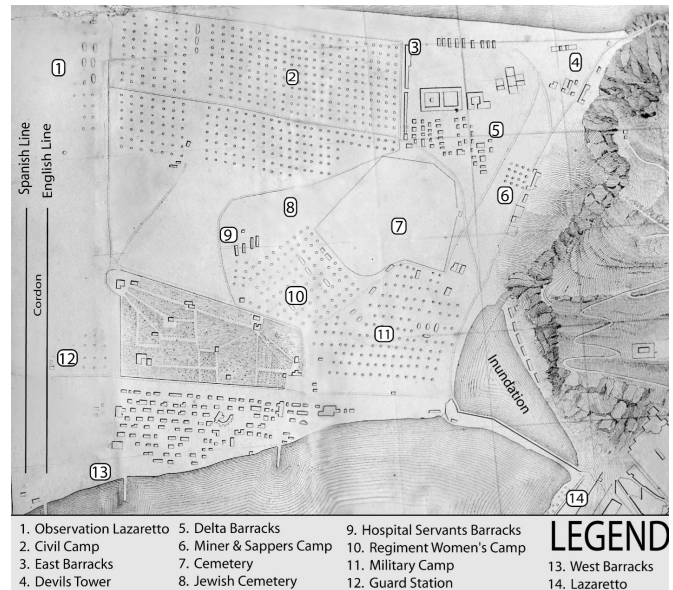 3
1
4
2
5
Spanish Line
English Line
6
8
7
9
Cordon
10
11
12
Inundation
13
14
1. Observation Lazaretto
2. Civil Camp
3. East Barracks
4. Devils Tower
5. Delta Barracks
6. Miner & Sappers Camp
7. Cemetery
8. Jewish Cemetery
9. Hospital Servants Barracks
10. Regiment Women's Camp
11. Military Camp
12. Guard Station
LEGEND
13. West Barracks
14. Lazaretto